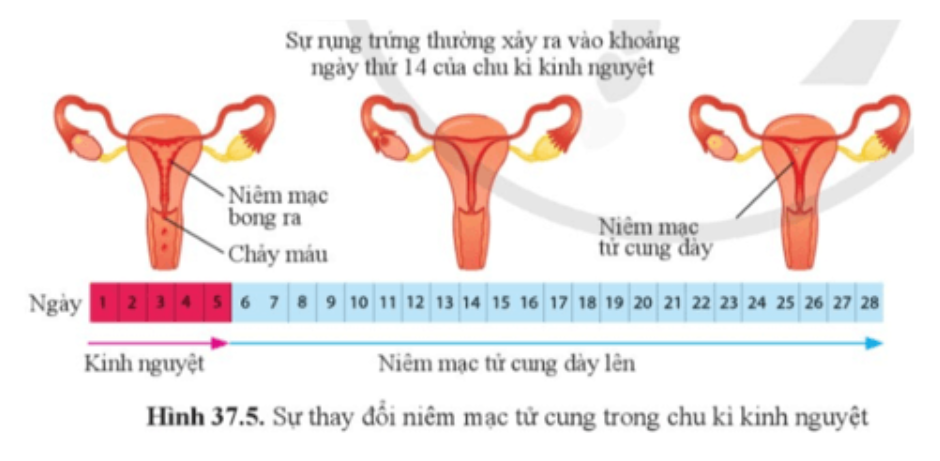 Sự rụng trứng thường xảy ra vào khoảng
ngày thứ 14 của chu kì kinh nguyệt
Niêm mạc
bong ra
Chảy máu
Niêm mạc
tử cung dày
Ngày 1 2 3 4 5 6 7 8 9 10 11 12 13 14 15 16 17 18 19 20 21 22 23 24 25 26 27 28
Kinh nguyệt
Niêm mạc tử cung dày lên
Hình 37.5. Sự thay đổi niêm mạc tử cung trong chu kì kinh nguyệt